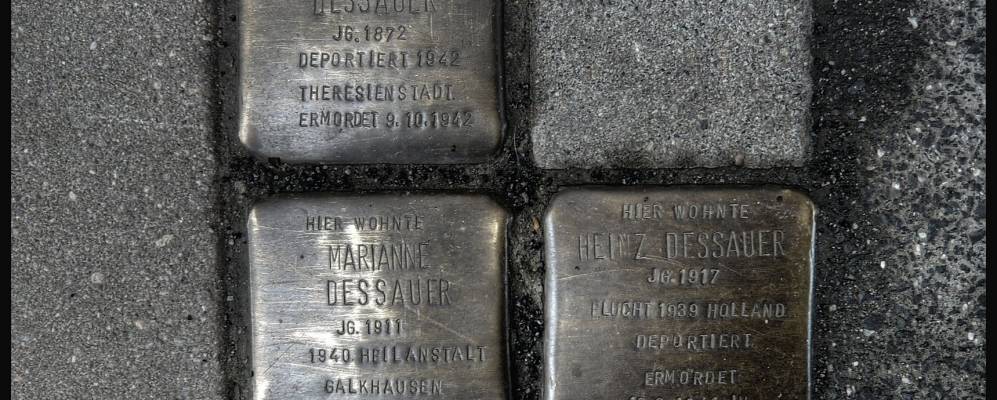 DESSAUER
JG. 1872
DEPORTIERT 1942
THERESIENSTADT
ERMORDET 9.10.1942
HIER WOHNTE
MARIANNE
DESSAUER
JG. 1911
1940 HEILANSTALT
GALKHAUSEN
HIER WOHNTE
HEINZ DESSAUER
JG. 1917
FLUCHT 1939 HOLLAND
DEPORTIERT
ERMORDET